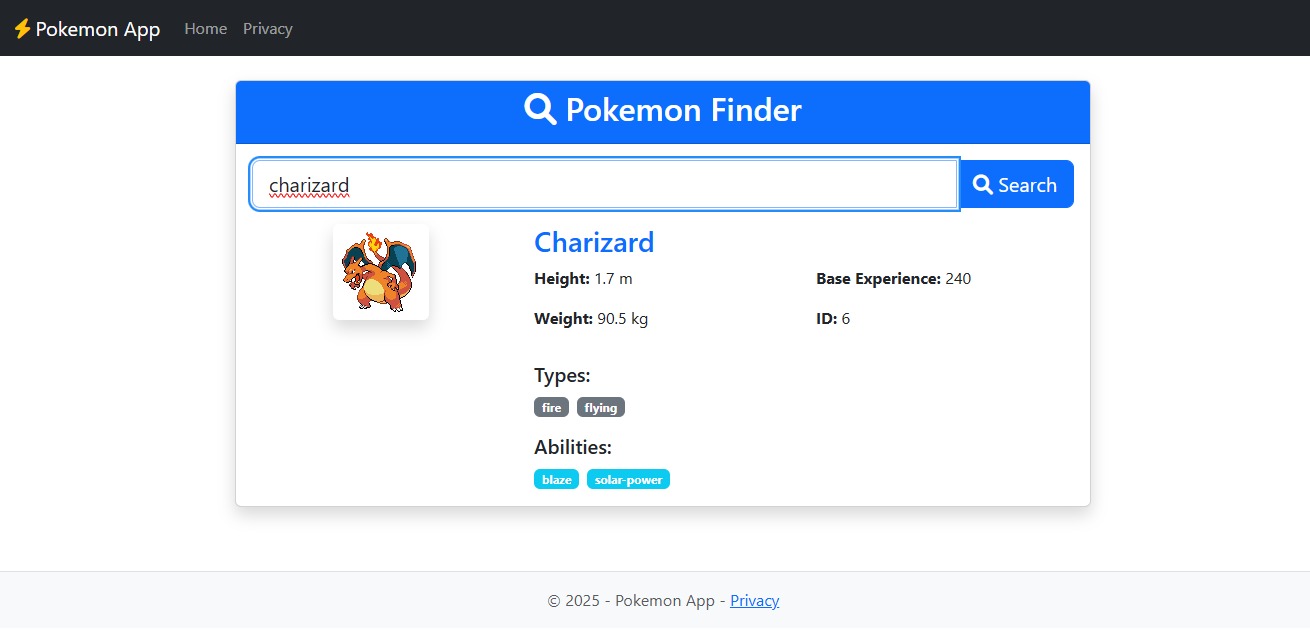 Pokemon App Home Privacy
Pokemon Finder
charizard Search
Charizard
Height: 1.7 m Base Experience: 240
Weight: 90.5 kg ID: 6
Types:
fire flying
Abilities:
blaze solar-power
© 2025 - Pokemon App - Privacy